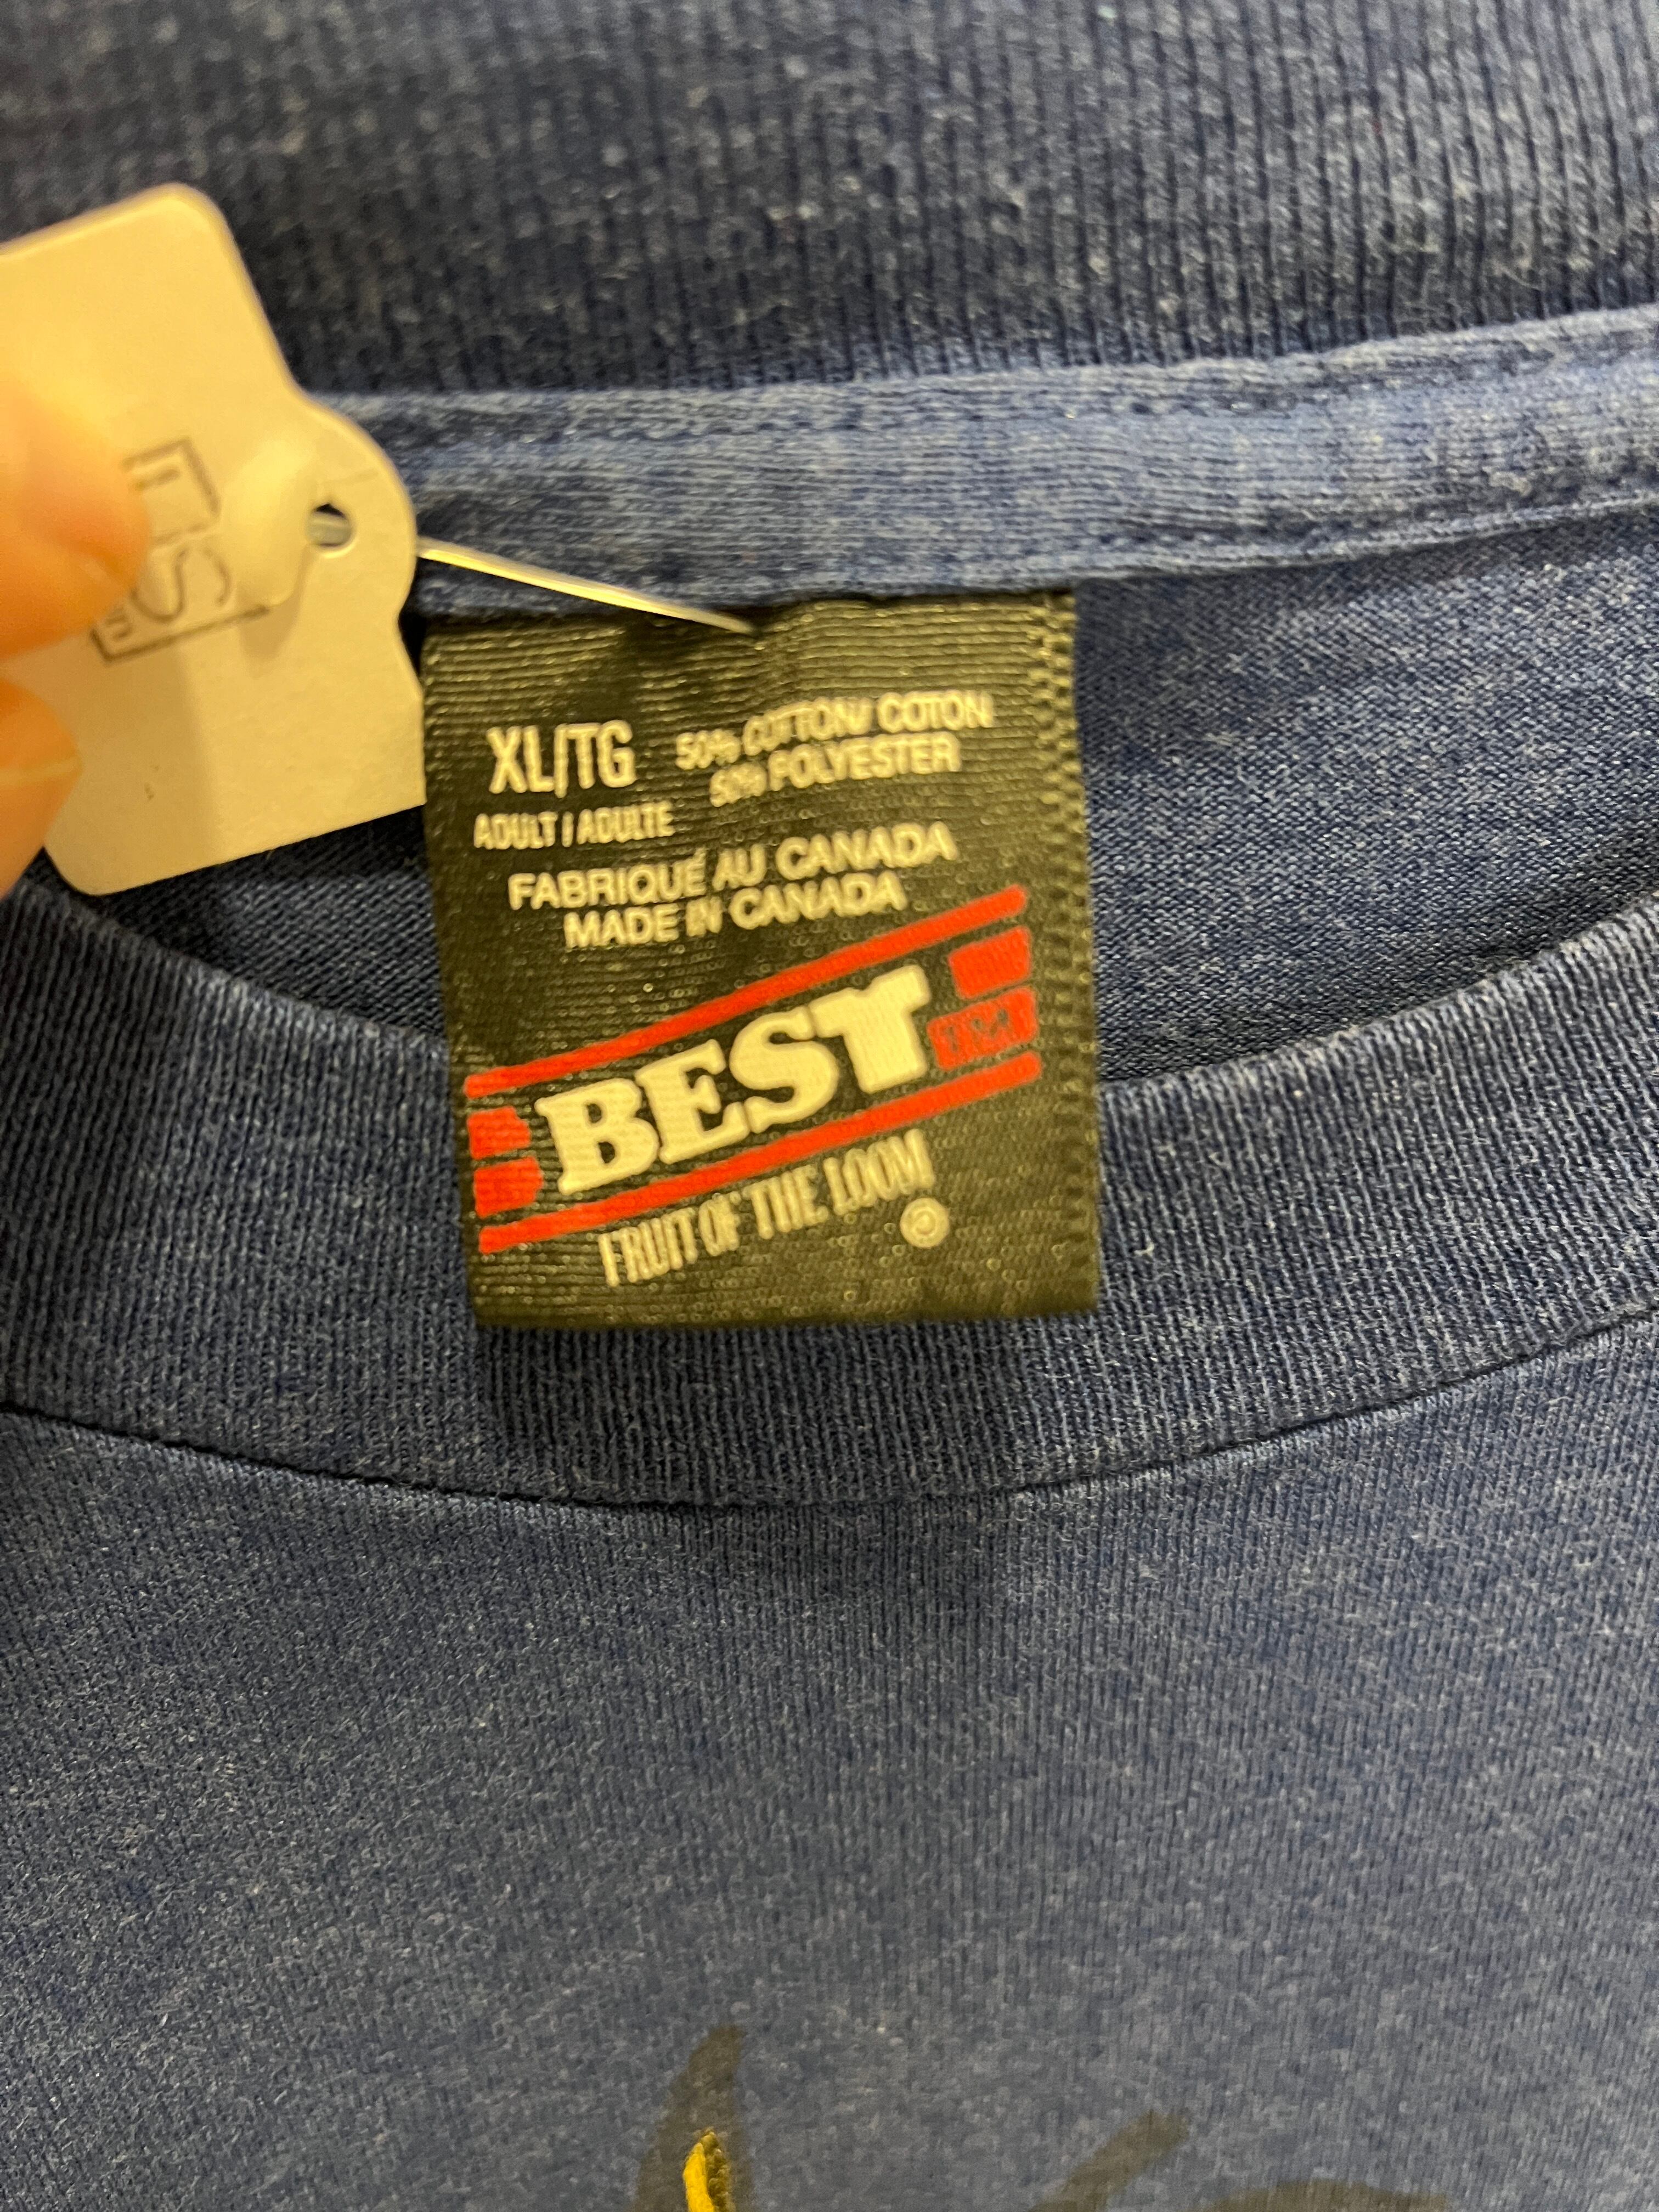 XL/TG
50% COTTON/ COTON
50% POLYESTER
ADULT / ADULTE
FABRIQUÉ AU CANADA
MADE IN CANADA
BEST
FRUIT OF THE LOOM
©